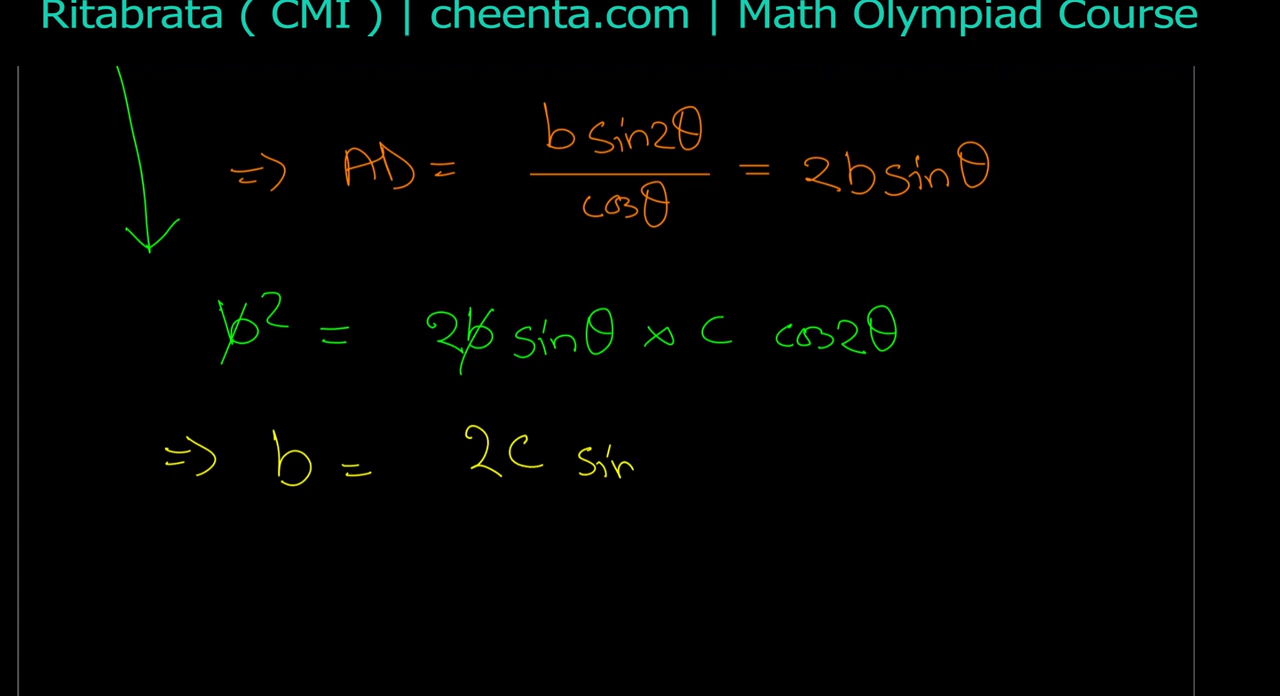 Ritabrata ( CMI ) | cheenta.com | Math Olympiad Course
=> AD = b sin2θ / cosθ = 2b sinθ
b² = 2b sinθ × c cos2θ
=> b = 2c sin